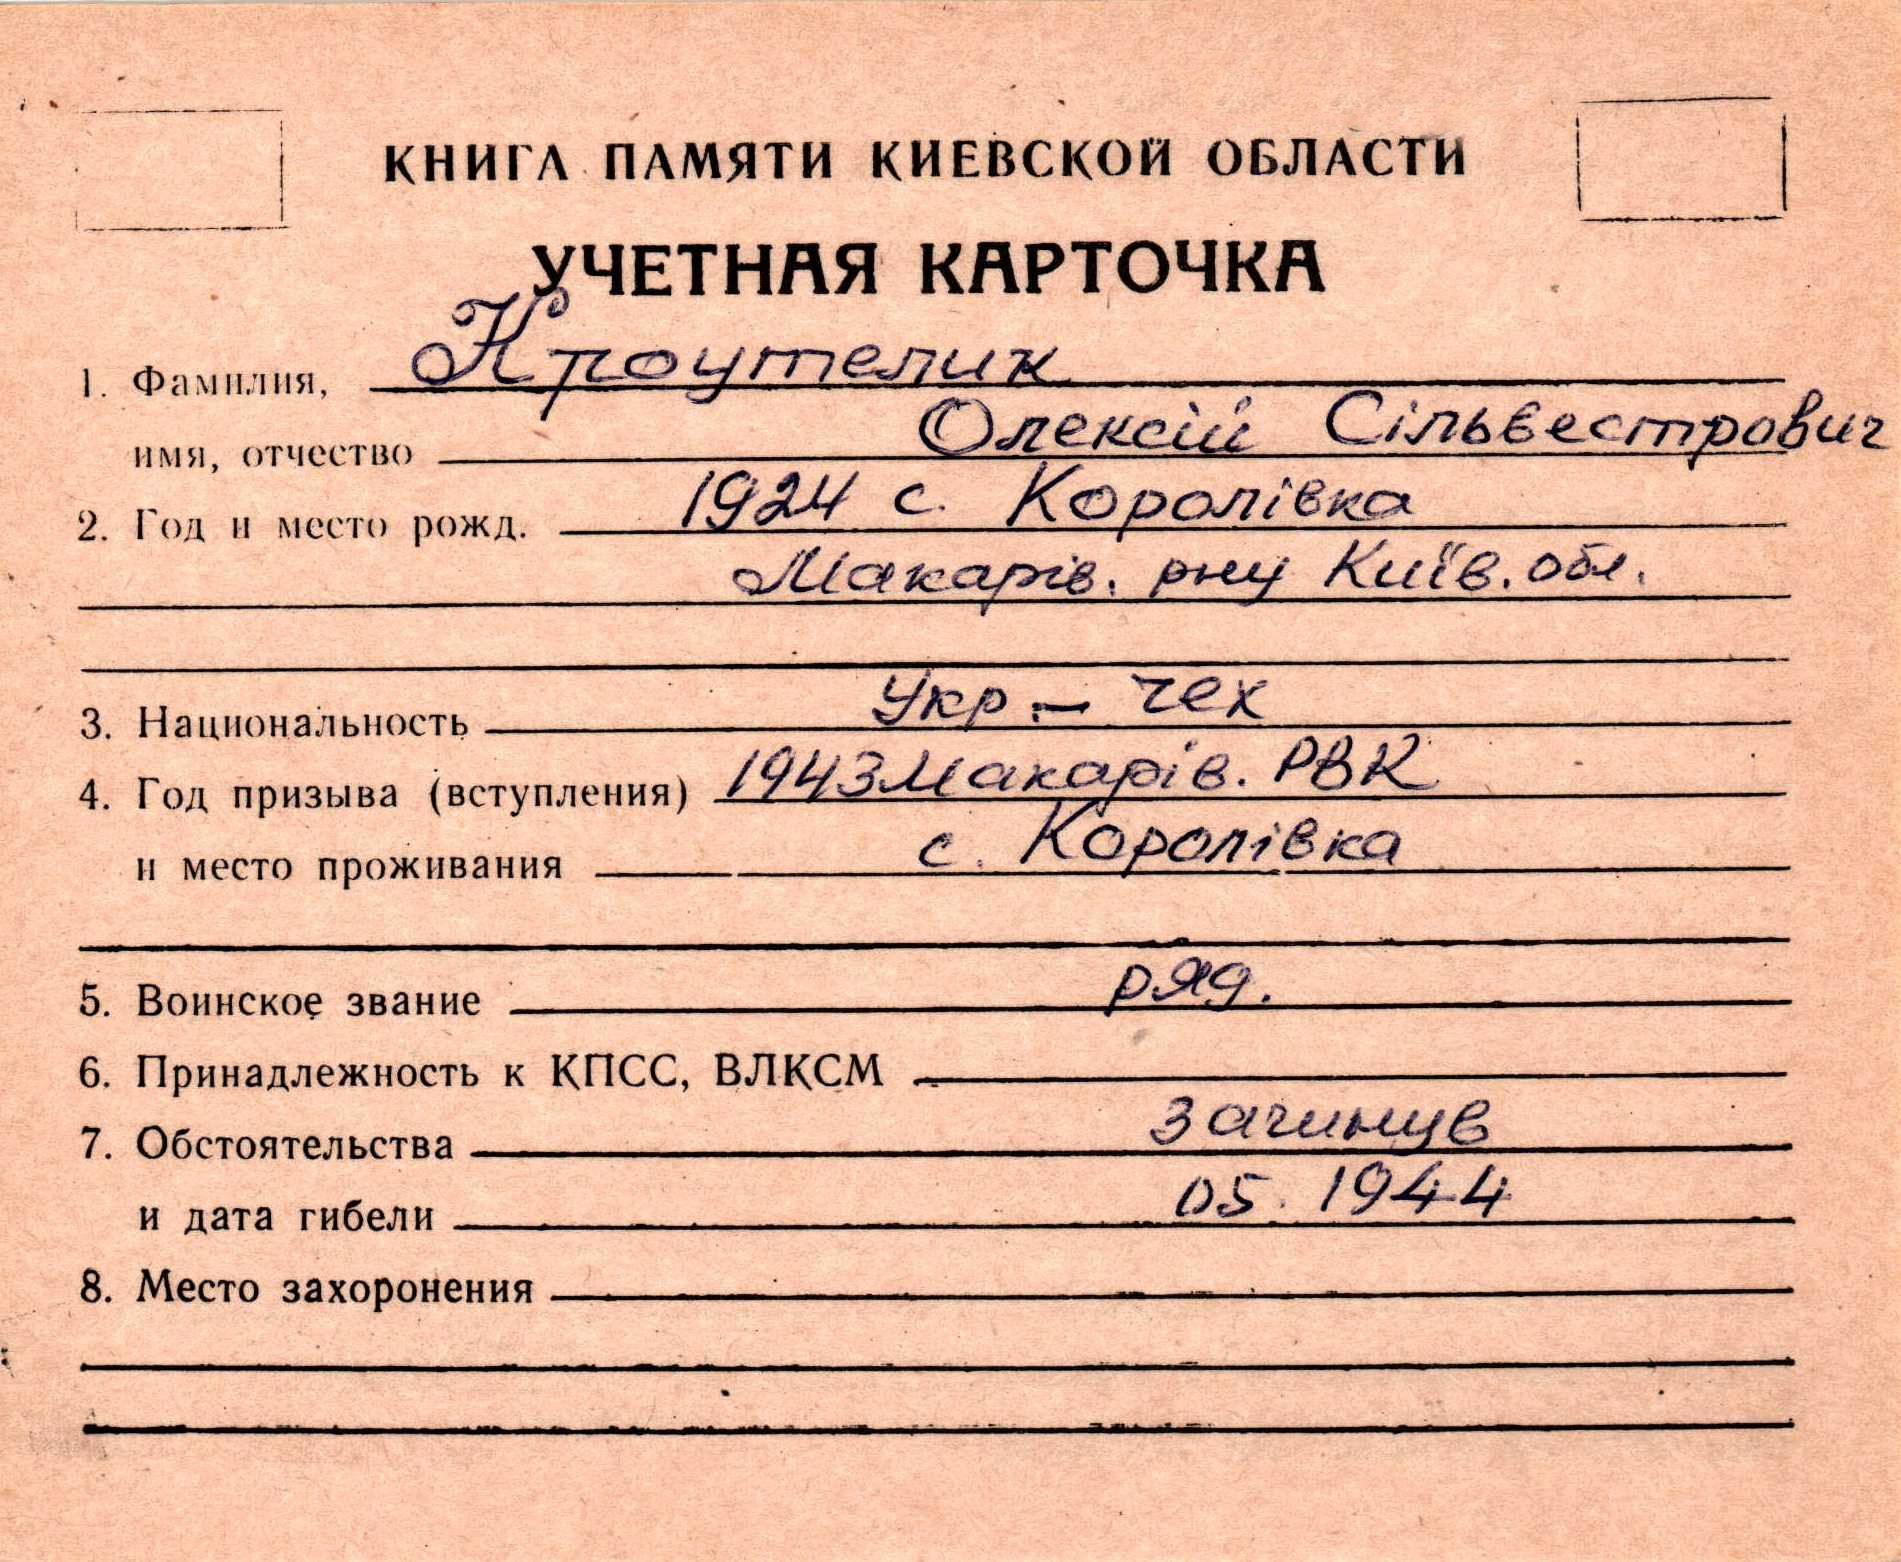 КНИГА ПАМЯТИ КИЕВСКОЙ ОБЛАСТИ
УЧЕТНАЯ КАРТОЧКА
1. Фамилия, Кроутелик
имя, отчество Олексій Сільвестрович
2. Год и место рожд. 1924 с. Королівка
Макарів. рну Київ. обл.
3. Национальность Укр. – чех
4. Год призыва (вступления) 1943 Макарів. РВК
и место проживания с. Королівка
5. Воинское звание ряд.
6. Принадлежность к КПСС, ВЛКСМ
7. Обстоятельства загинув
и дата гибели 05. 1944
8. Место захоронения